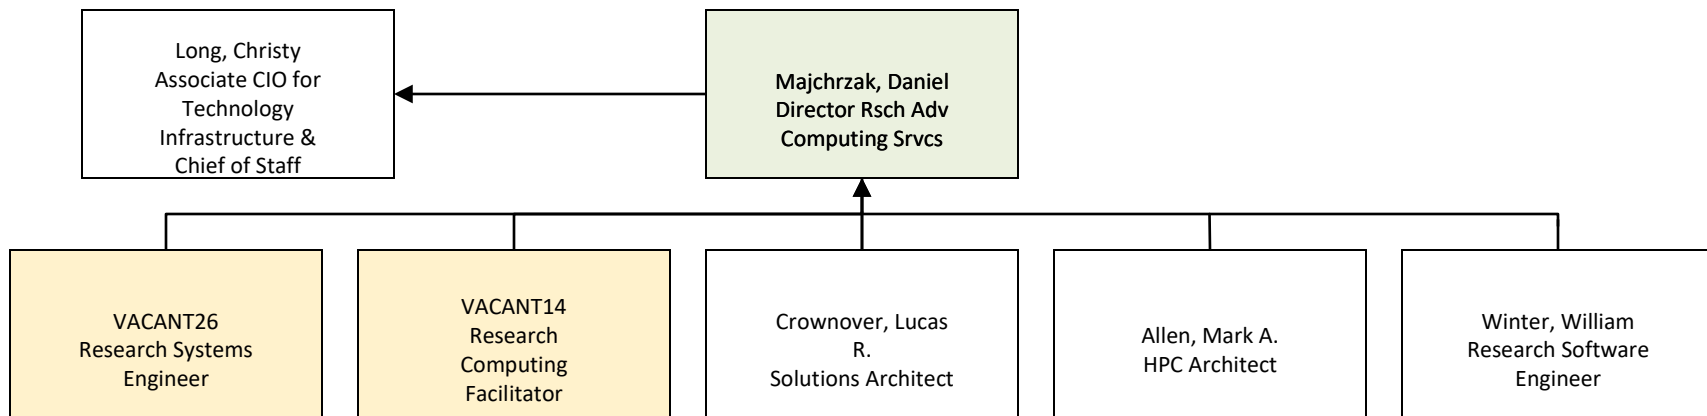 Long, Christy
Associate CIO for
Technology
Infrastructure &
Chief of Staff
Majchrzak, Daniel
Director Rsch Adv
Computing Srvcs
VACANT26
Research Systems
Engineer
VACANT14
Research
Computing
Facilitator
Crownover, Lucas
R.
Solutions Architect
Allen, Mark A.
HPC Architect
Winter, William
Research Software
Engineer